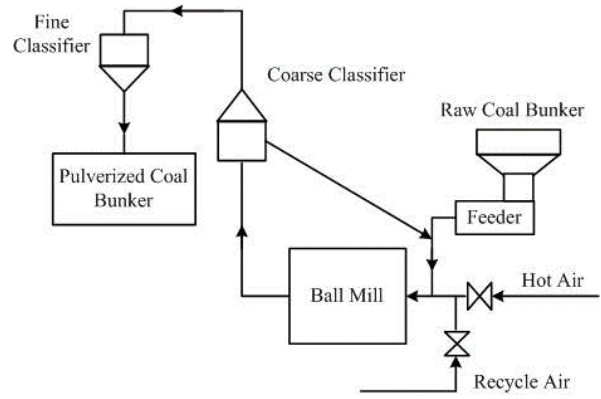 Fine
Classifier
Coarse Classifier
Raw Coal Bunker
Pulverized Coal
Bunker
Feeder
Ball Mill
Hot Air
Recycle Air